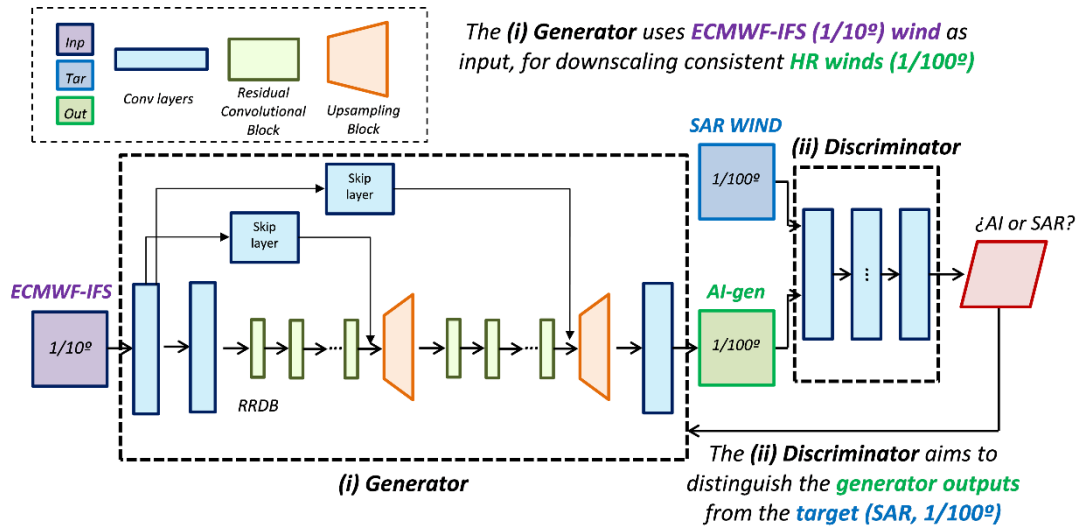 Inp
Tar
Out
Conv layers
Residual
Convolutional
Block
Upsampling
Block
The (i) Generator uses ECMWF-IFS (1/10º) wind as
input, for downscaling consistent HR winds (1/100º)
SAR WIND
1/100º
(ii) Discriminator
Skip
layer
Skip
layer
¿AI or SAR?
ECMWF-IFS
1/10º
...
...
RRDB
AI-gen
1/100º
...
(i) Generator
The (ii) Discriminator aims to
distinguish the generator outputs
from the target (SAR, 1/100º)